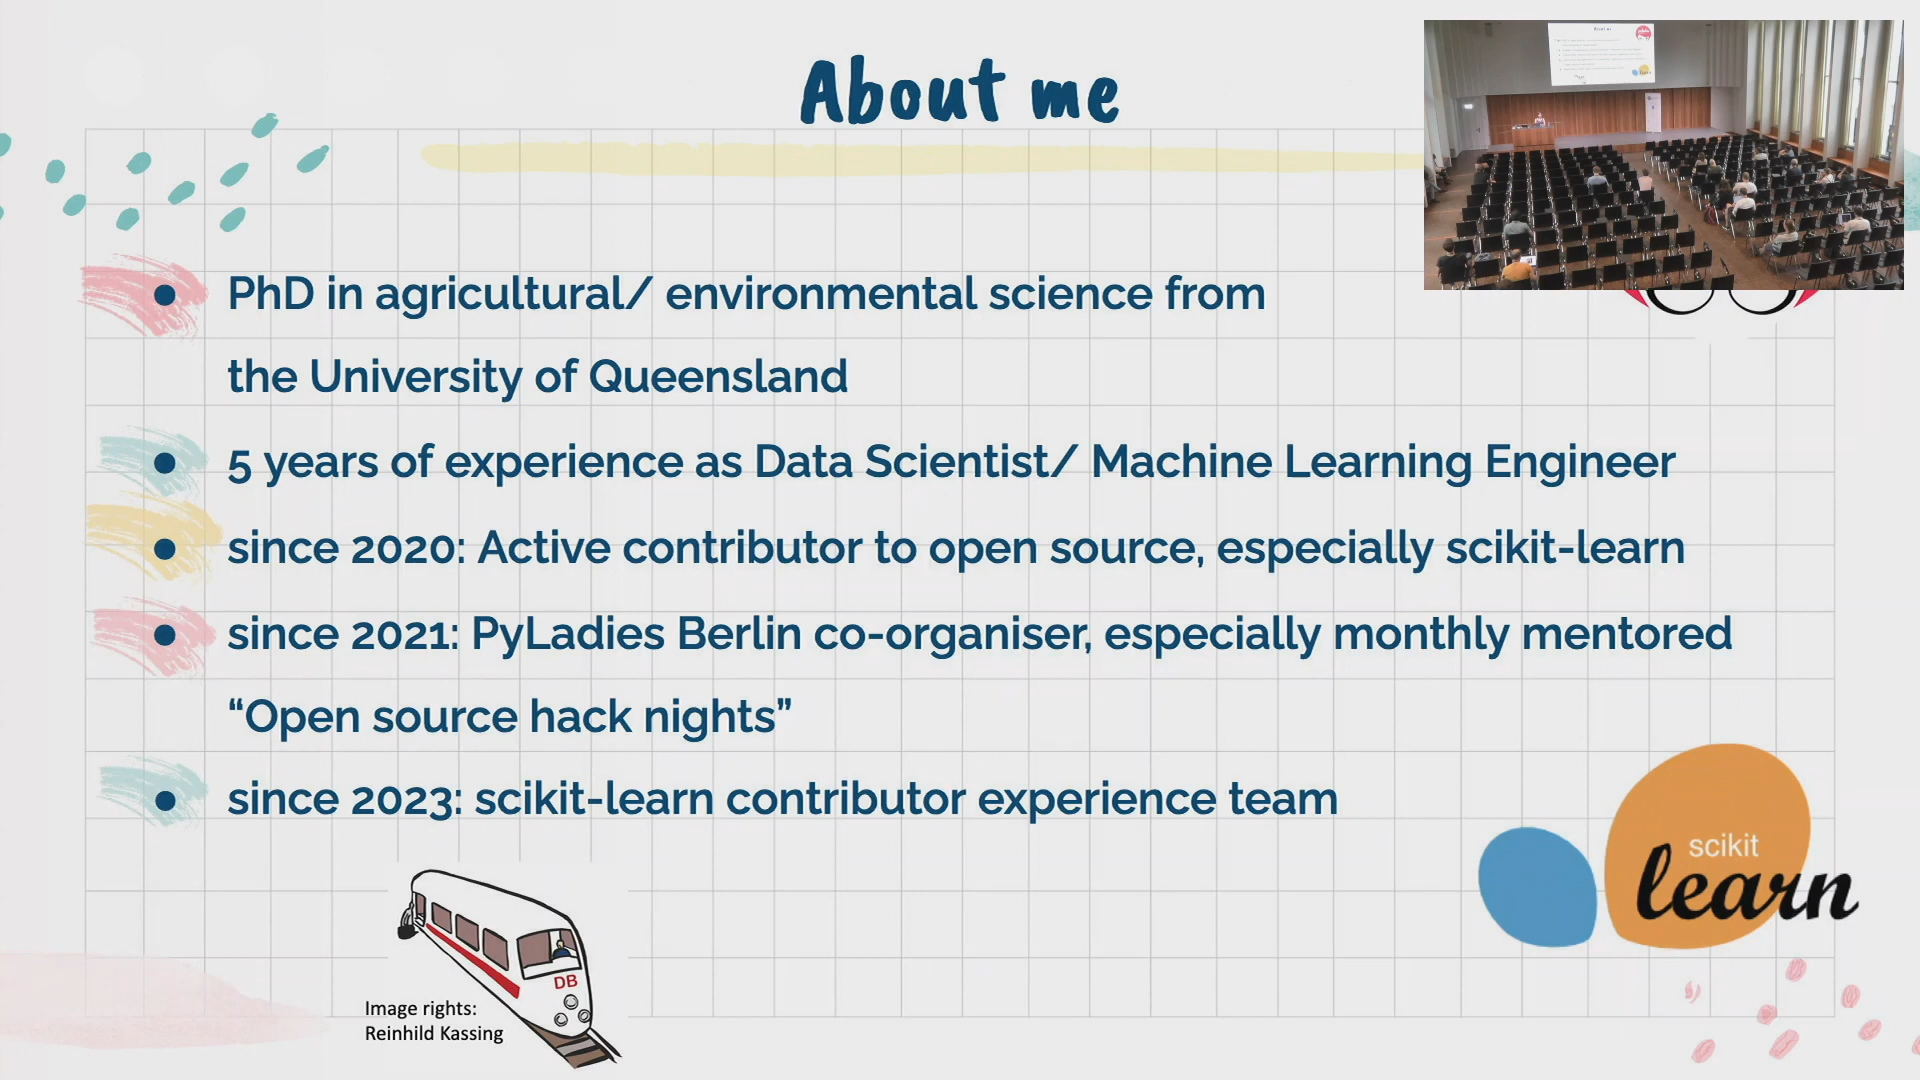 About me
• PhD in agricultural/ environmental science from
the University of Queensland
• 5 years of experience as Data Scientist/ Machine Learning Engineer
• since 2020: Active contributor to open source, especially scikit-learn
• since 2021: PyLadies Berlin co-organiser, especially monthly mentored
“Open source hack nights”
• since 2023: scikit-learn contributor experience team
scikit
learn
DB
Image rights:
Reinhild Kassing